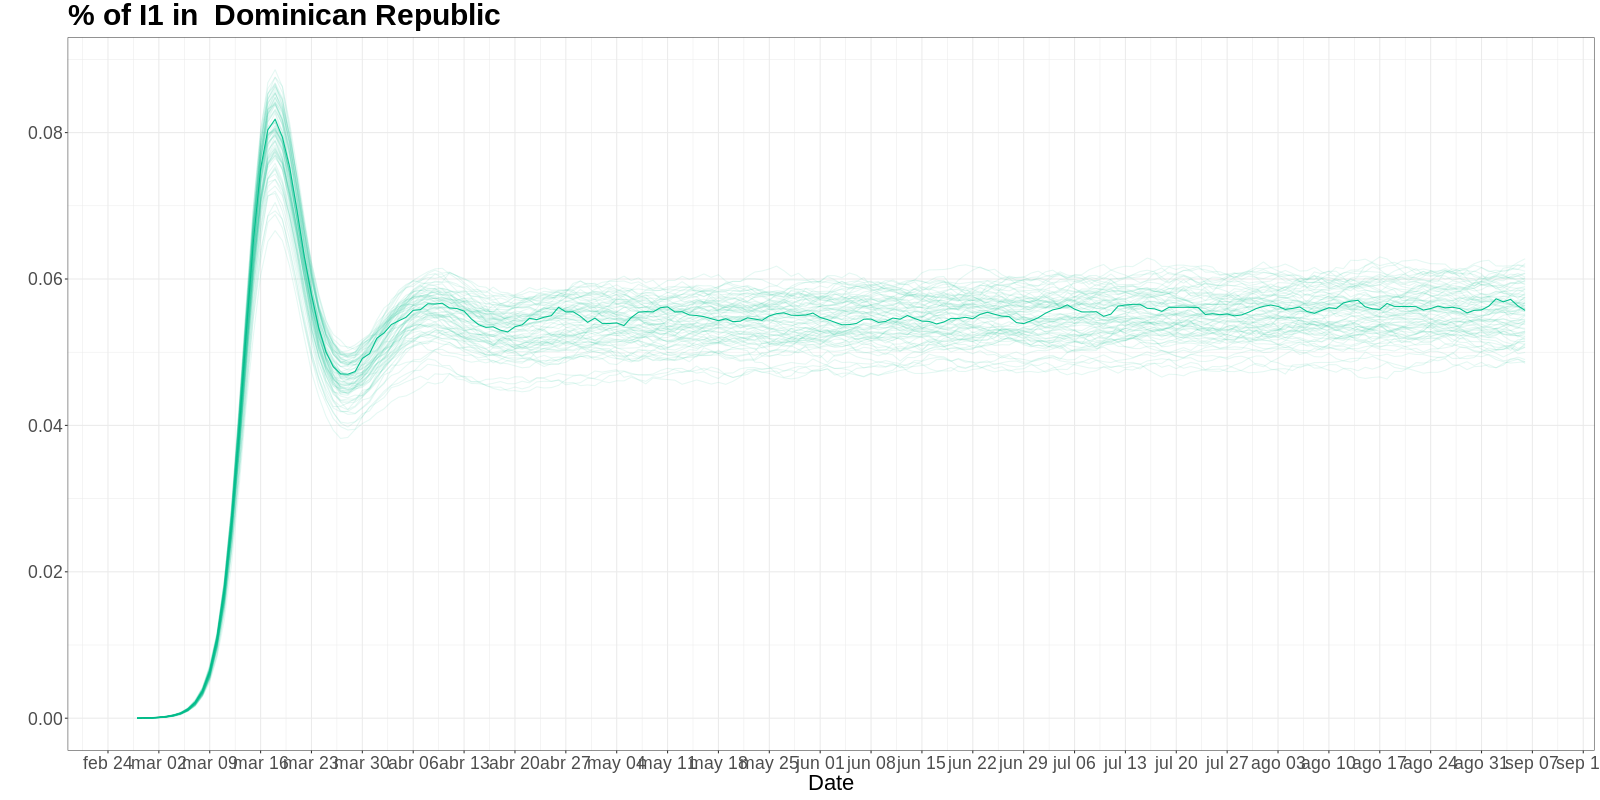 % of I1 in  Dominican Republic
0.08
0.06
0.04
0.02
0.00
feb 24 mar 02 mar 09 mar 16 mar 23 mar 30 abr 06 abr 13 abr 20 abr 27 may 04 may 11 may 18 may 25 jun 01 jun 08 jun 15 jun 22 jun 29 jul 06 jul 13 jul 20 jul 27 ago 03 ago 10 ago 17 ago 24 ago 31 sep 07 sep 1
Date